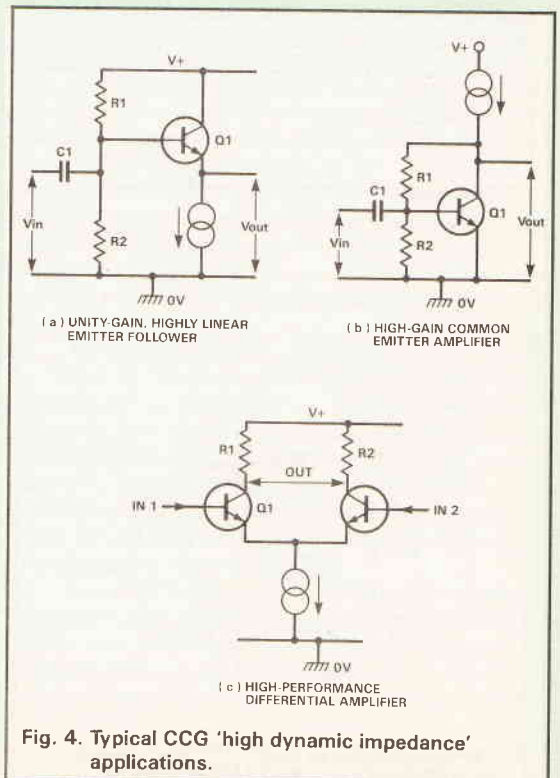 V+
R1
Q1
C1
Vin
R2
Vout
0V
( a ) UNITY-GAIN, HIGHLY LINEAR
EMITTER FOLLOWER
V+
R1
C1
Q1
Vin
R2
Vout
0V
( b ) HIGH-GAIN COMMON
EMITTER AMPLIFIER
V+
R1
R2
OUT
IN 1
Q1
IN 2
0V
( c ) HIGH-PERFORMANCE
DIFFERENTIAL AMPLIFIER
Fig. 4. Typical CCG 'high dynamic impedance'
applications.